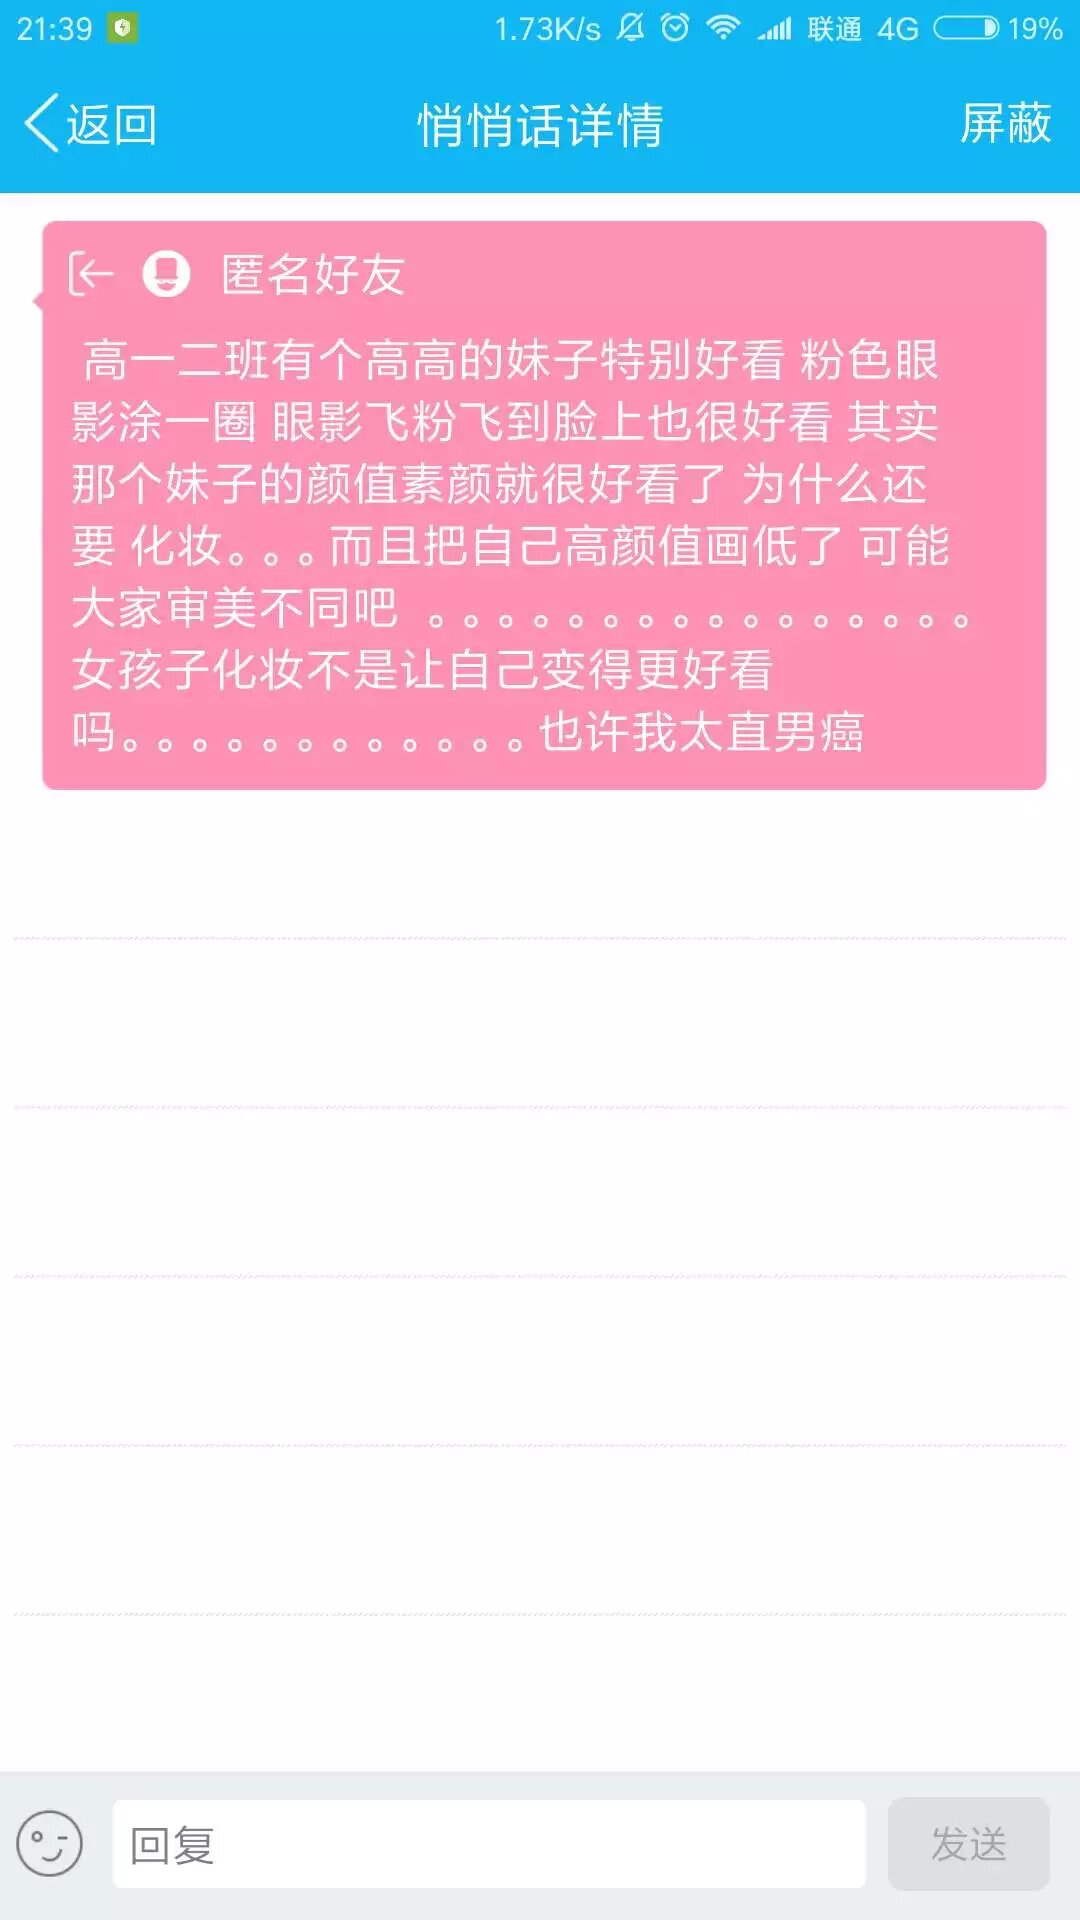 21:39 1.73K/s 联通 4G 19%
返回 悄悄话详情 屏蔽
匿名好友
高一二班有个高高的妹子特别好看 粉色眼
影涂一圈 眼影飞粉飞到脸上也很好看 其实
那个妹子的颜值素颜就很好看了 为什么还
要 化妆。。。而且把自己高颜值画低了 可能
大家审美不同吧 。。。。。。。。。。。。。。。。
女孩子化妆不是让自己变得更好看
吗。。。。。。。。。。。。也许我太直男癌
回复 发送